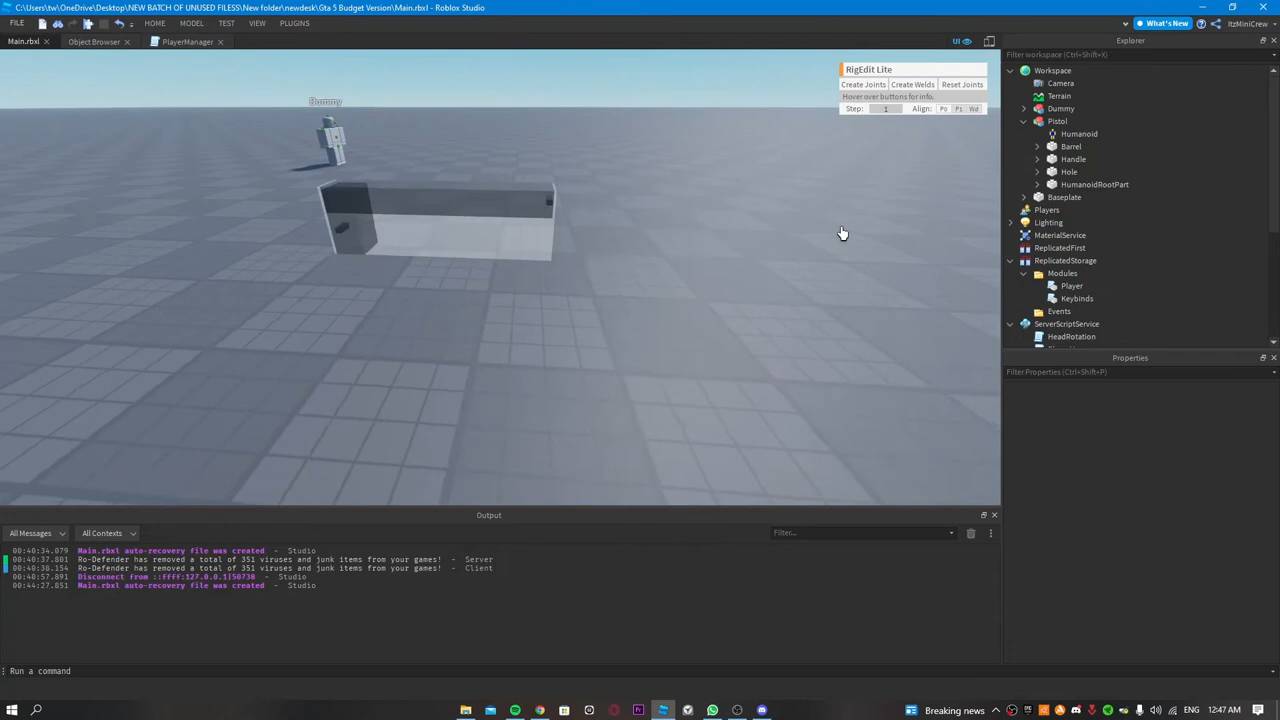 C:\Users\tw\OneDrive\Desktop\NEW BATCH OF UNUSED FILESS\New folder\newdesk\Gta 5 Budget Version\Main.rbxl - Roblox Studio
FILE HOME MODEL TEST VIEW PLUGINS What's New ItzMiniCrew
Main.rbxl Object Browser PlayerManager UI
Explorer
Filter workspace (Ctrl+Shift+X)
Workspace
Camera
Terrain
Dummy
Pistol
Humanoid
Barrel
Handle
Hole
HumanoidRootPart
Baseplate
Players
Lighting
MaterialService
ReplicatedFirst
ReplicatedStorage
Modules
Player
Keybinds
Events
ServerScriptService
HeadRotation
Properties
Filter Properties (Ctrl+Shift+P)
RigEdit Lite
Create Joints Create Welds Reset Joints
Hover over buttons for info.
Step: 1 Align: Po Pi Wd
Dummy
Output
All Messages All Contexts Filter...
00:40:34.079 Main.rbxl auto-recovery file was created - Studio
00:40:37.801 Ro-Defender has removed a total of 351 viruses and junk items from your games! - Server
00:40:38.154 Ro-Defender has removed a total of 351 viruses and junk items from your games! - Client
00:40:57.891 Disconnect from ::ffff:127.0.0.1|50738 - Studio
00:44:27.851 Main.rbxl auto-recovery file was created - Studio
Run a command
Breaking news ENG 12:47 AM